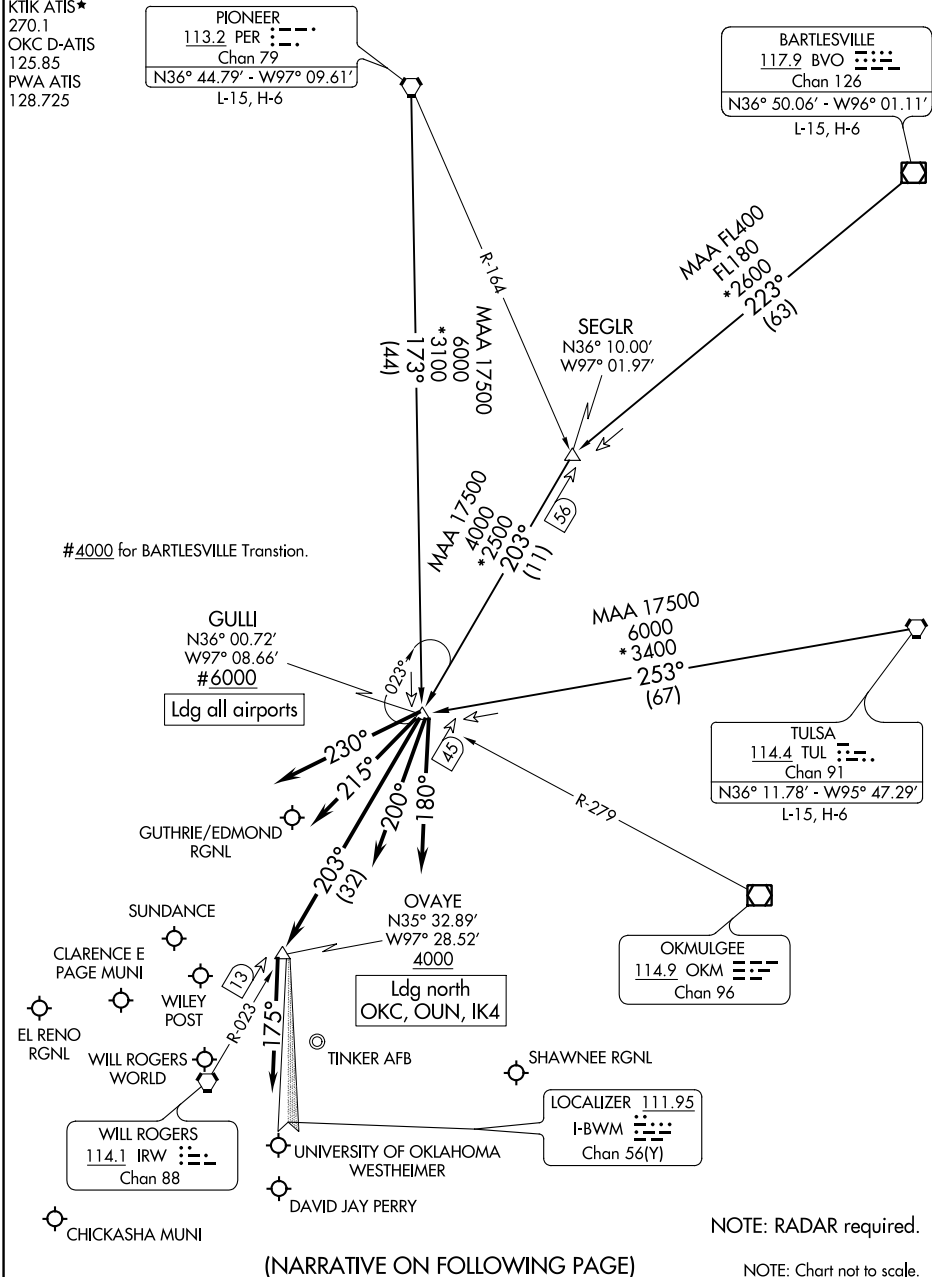 KTIK ATIS★
270.1
OKC D-ATIS
125.85
PWA ATIS
128.725
PIONEER
113.2 PER
Chan 79
N36° 44.79' - W97° 09.61'
L-15, H-6
BARTLESVILLE
117.9 BVO
Chan 126
N36° 50.06' - W96° 01.11'
L-15, H-6
R-164
MAA FL400
FL180
*2600
223°
(63)
MAA 17500
6000
*3100
173°
(44)
SEGLR
N36° 10.00'
W97° 01.97'
56
MAA 17500
4000
*2500
203°
(11)
#4000 for BARTLESVILLE Transtion.
GULLI
N36° 00.72'
W97° 08.66'
#6000
Ldg all airports
023°
MAA 17500
6000
*3400
253°
(67)
TULSA
114.4 TUL
Chan 91
N36° 11.78' - W95° 47.29'
L-15, H-6
45
R-279
230°
215°
200°
180°
203°
(32)
GUTHRIE/EDMOND
RGNL
OKMULGEE
114.9 OKM
Chan 96
OVAYE
N35° 32.89'
W97° 28.52'
4000
Ldg north
OKC, OUN, IK4
SUNDANCE
CLARENCE E
PAGE MUNI
WILEY
POST
EL RENO
RGNL
13
R-023
175°
WILL ROGERS
WORLD
TINKER AFB
SHAWNEE RGNL
WILL ROGERS
114.1 IRW
Chan 88
LOCALIZER 111.95
I-BWM
Chan 56(Y)
UNIVERSITY OF OKLAHOMA
WESTHEIMER
DAVID JAY PERRY
CHICKASHA MUNI
NOTE: RADAR required.
(NARRATIVE ON FOLLOWING PAGE)
NOTE: Chart not to scale.